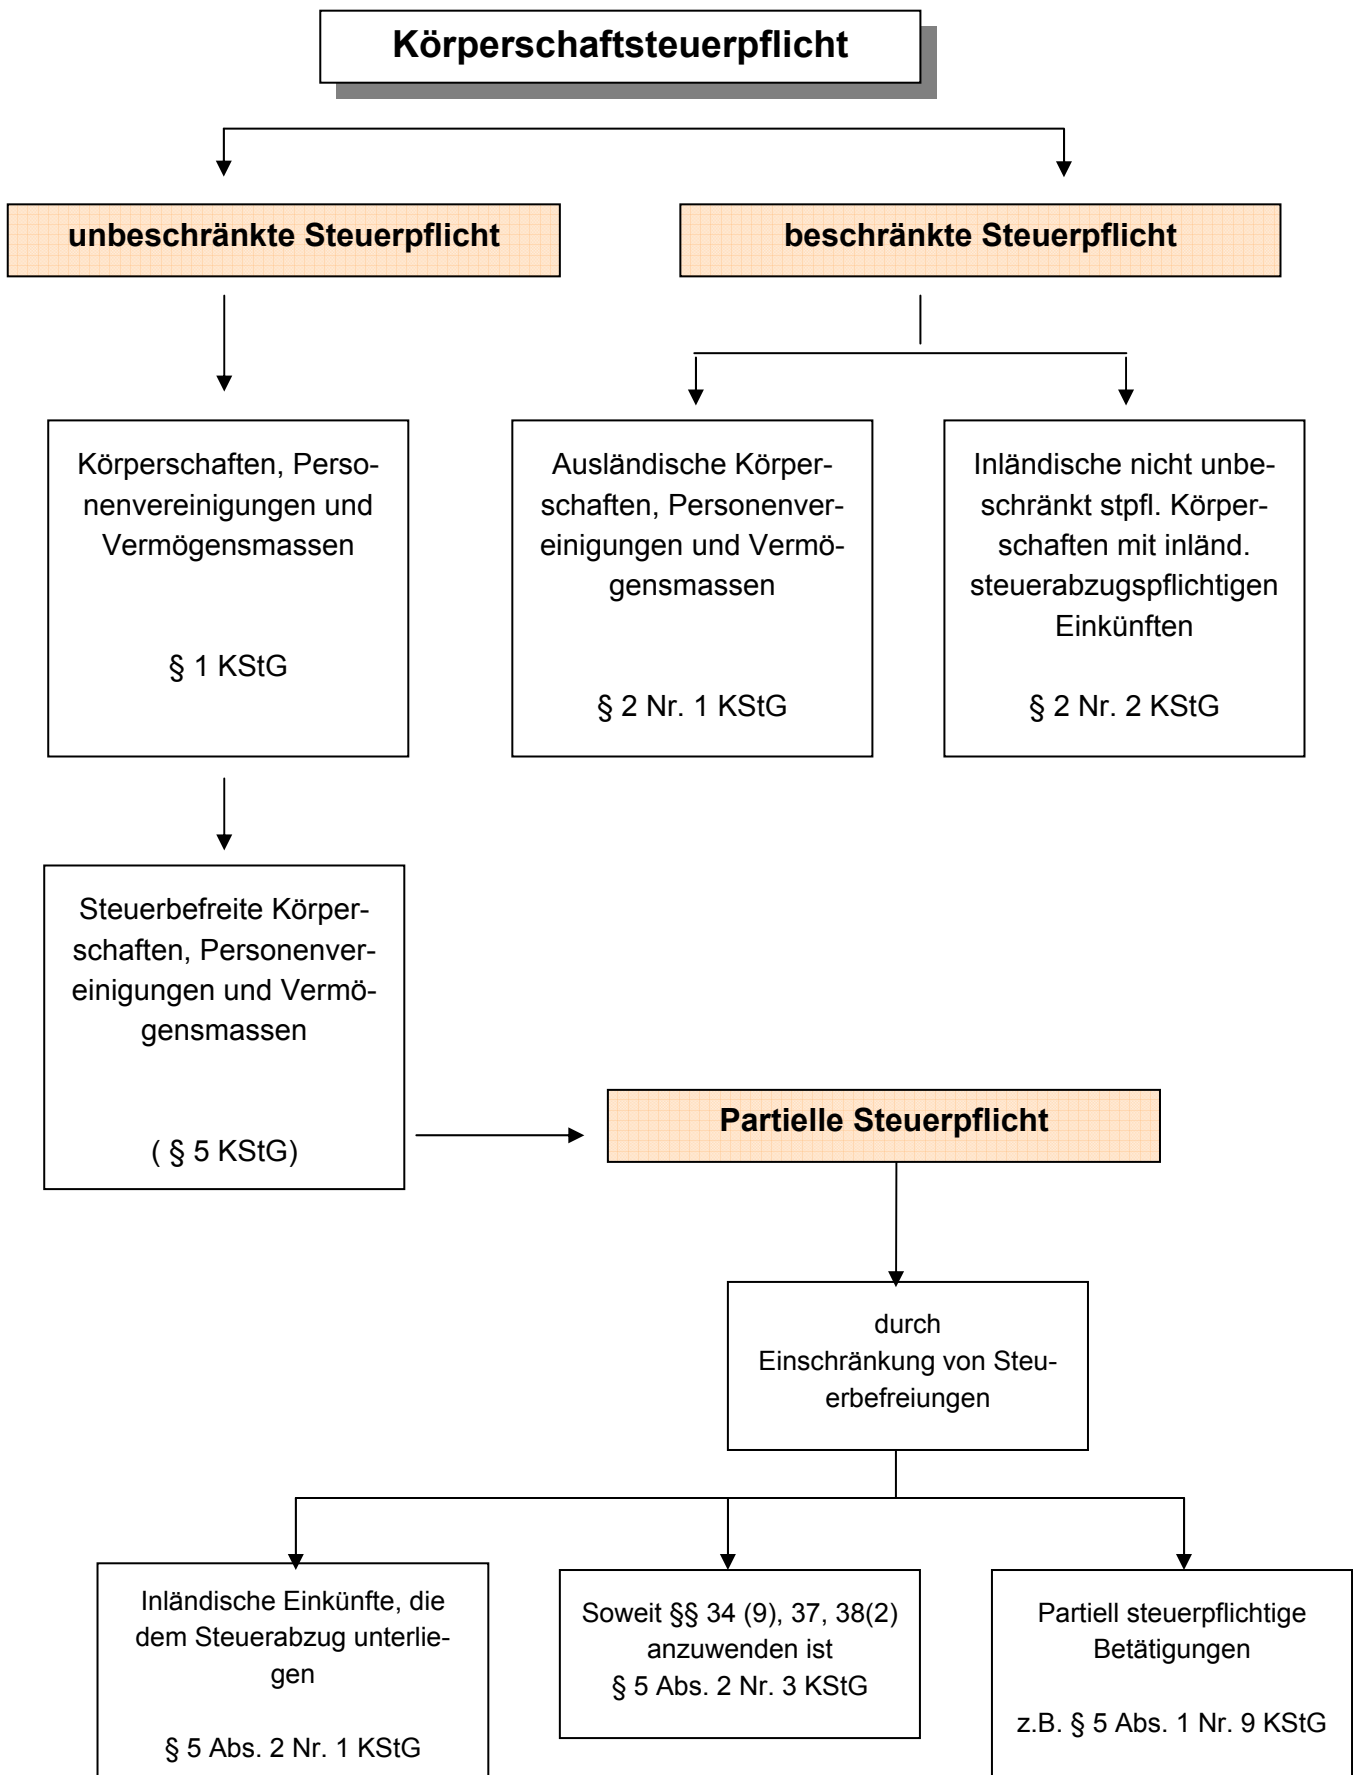 Körperschaftsteuerpflicht
unbeschränkte Steuerpflicht
beschränkte Steuerpflicht
Körperschaften, Perso-
nenvereinigungen und
Vermögensmassen
§ 1 KStG
Ausländische Körper-
schaften, Personenver-
einigungen und Vermö-
gensmassen
§ 2 Nr. 1 KStG
Inländische nicht unbe-
schränkt stpfl. Körper-
schaften mit inländ.
steuerabzugspflichtigen
Einkünften
§ 2 Nr. 2 KStG
Steuerbefreite Körper-
schaften, Personenver-
einigungen und Vermö-
gensmassen
( § 5 KStG)
Partielle Steuerpflicht
durch
Einschränkung von Steu-
erbefreiungen
Inländische Einkünfte, die
dem Steuerabzug unterlie-
gen
§ 5 Abs. 2 Nr. 1 KStG
Soweit §§ 34 (9), 37, 38(2)
anzuwenden ist
§ 5 Abs. 2 Nr. 3 KStG
Partiell steuerpflichtige
Betätigungen
z.B. § 5 Abs. 1 Nr. 9 KStG